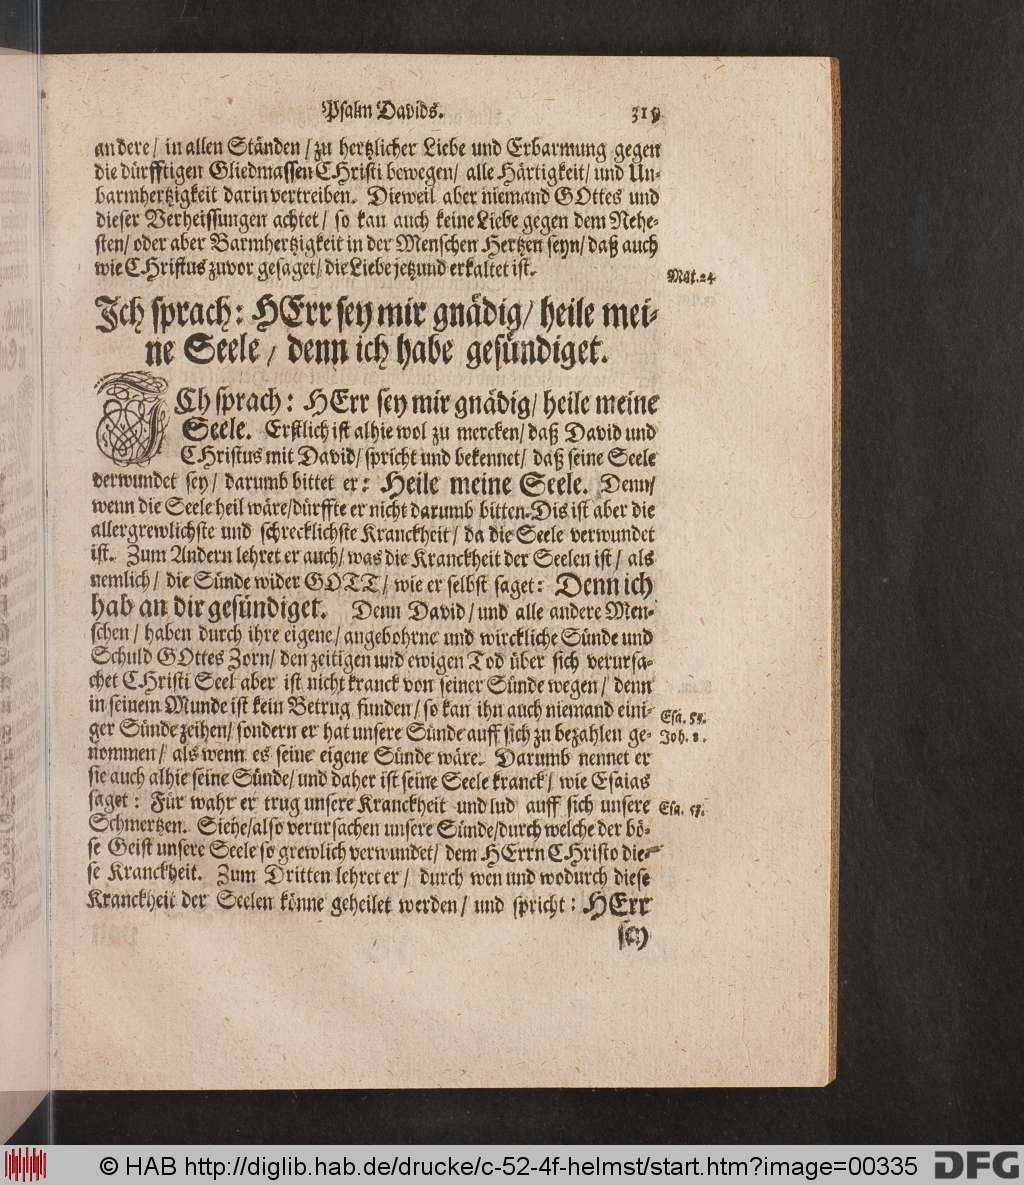 Psalm Davids. 319
andere/ in allen Ständen/ zu hertzlicher Liebe und Erbarmung gegen
die dürfftigen Gliedmassen CHristi bewegen/ alle Härtigkeit/ und Un-
barmhertzigkeit darin vertreiben. Dieweil aber niemand GOttes und
dieser Verheissungen achtet/ so kan auch keine Liebe gegen dem Nehe-
sten/ oder aber Barmhertzigkeit in der Menschen Hertzen seyn/ daß auch
wie CHristus zuvor gesaget/ die Liebe jetzund erkaltet ist.
Mat. 24
Ich sprach: HErr sey mir gnädig/ heile mei-
ne Seele/ denn ich habe gesündiget.
ICh sprach: HErr sey mir gnädig/ heile meine
Seele. Erstlich ist alhie wol zu mercken/ daß David und
CHristus mit David/ spricht und bekennet/ daß seine Seele
verwundet sey/ darumb bittet er: Heile meine Seele. Denn/
wenn die Seele heil wäre/ dürffte er nicht darumb bitten. Dis ist aber die
allergrewlichste und schrecklichste Kranckheit/ da die Seele verwundet
ist. Zum Andern lehret er auch/ was die Kranckheit der Seelen ist/ als
nemlich/ die Sünde wider GOTT/ wie er selbst saget: Denn ich
hab an dir gesündiget. Denn David/ und alle andere Men-
schen/ haben durch ihre eigene/ angebohrne und wirckliche Sünde und
Schuld GOttes Zorn/ den zeitigen und ewigen Tod über sich verursa-
chet CHristi Seel aber ist nicht kranck von seiner Sünde wegen/ denn
in seinem Munde ist kein Betrug funden/ so kan ihn auch niemand eini-
Esa. 53.
ger Sünde zeihen/ sondern er hat unsere Sünde auff sich zu bezahlen ge-
Joh. 8.
nommen/ als wenn es seine eigene Sünde wäre. Darumb nennet er
sie auch alhie seine Sünde/ und daher ist seine Seele kranck/ wie Esaias
saget: Für wahr er trug unsere Kranckheit und lud auff sich unsere
Esa. 53.
Schmertzen. Siehe/ also verursachen unsere Sünde/ durch welche der bö-
se Geist unsere Seele so grewlich verwundet/ dem HErrn CHristo die-
se Kranckheit. Zum Dritten lehret er/ durch wen und wodurch diese
Kranckheit der Seelen könne geheilet werden/ und spricht: HErr
sey
© HAB http://diglib.hab.de/drucke/c-52-4f-helmst/start.htm?image=00335
DFG